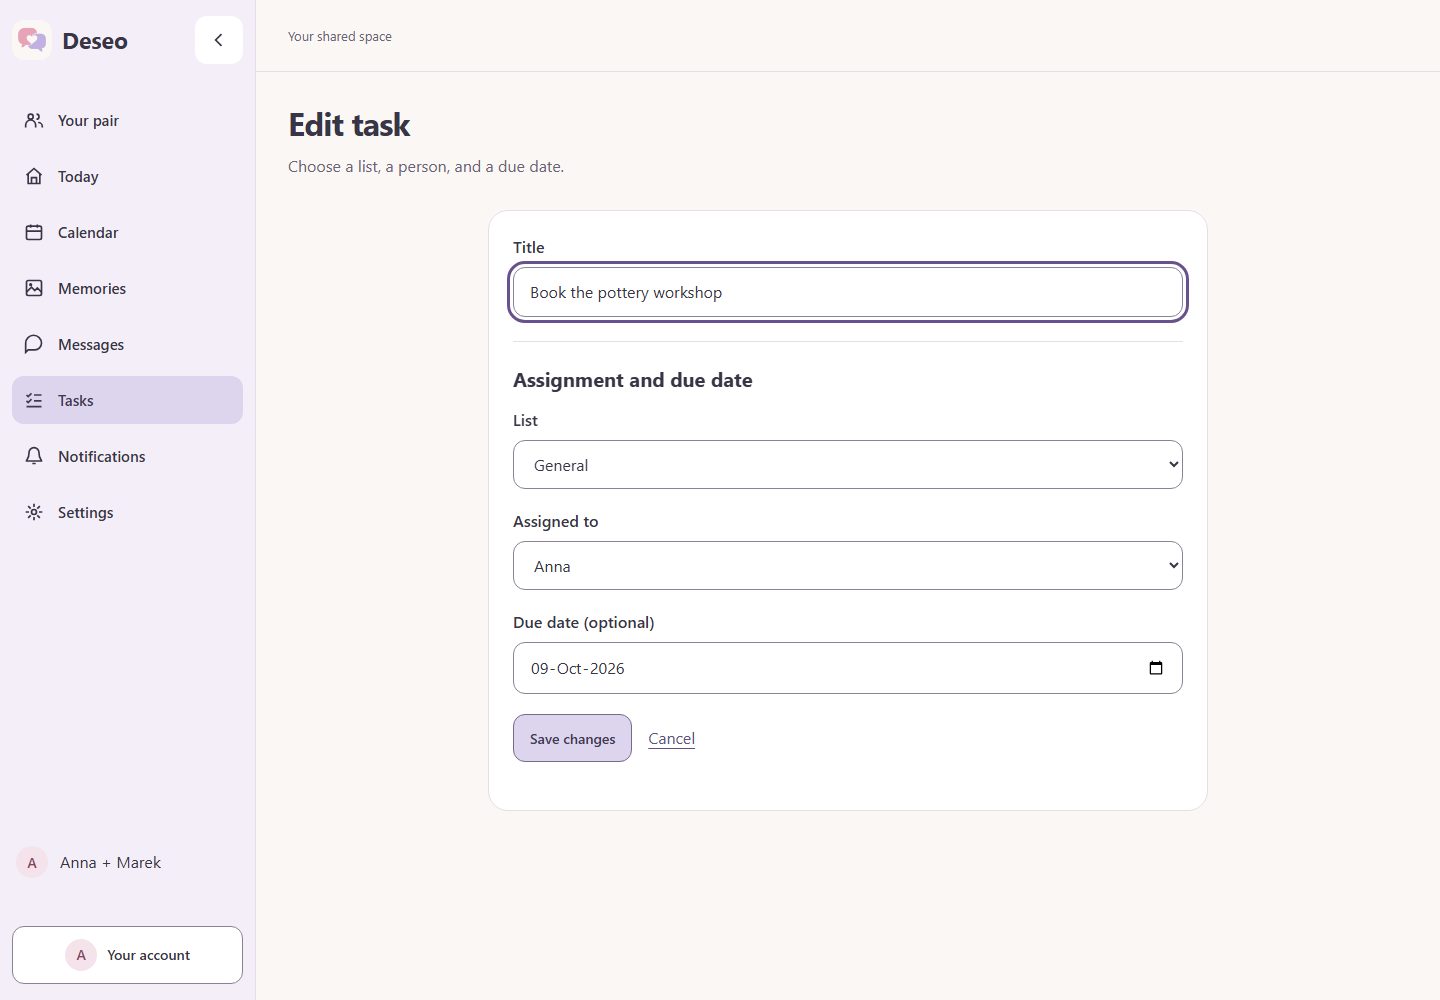 Deseo
Your pair
Today
Calendar
Memories
Messages
Tasks
Notifications
Settings
A Anna + Marek
A Your account
Your shared space
Edit task
Choose a list, a person, and a due date.
Title
Book the pottery workshop
Assignment and due date
List
General
Assigned to
Anna
Due date (optional)
09-Oct-2026
Save changes Cancel